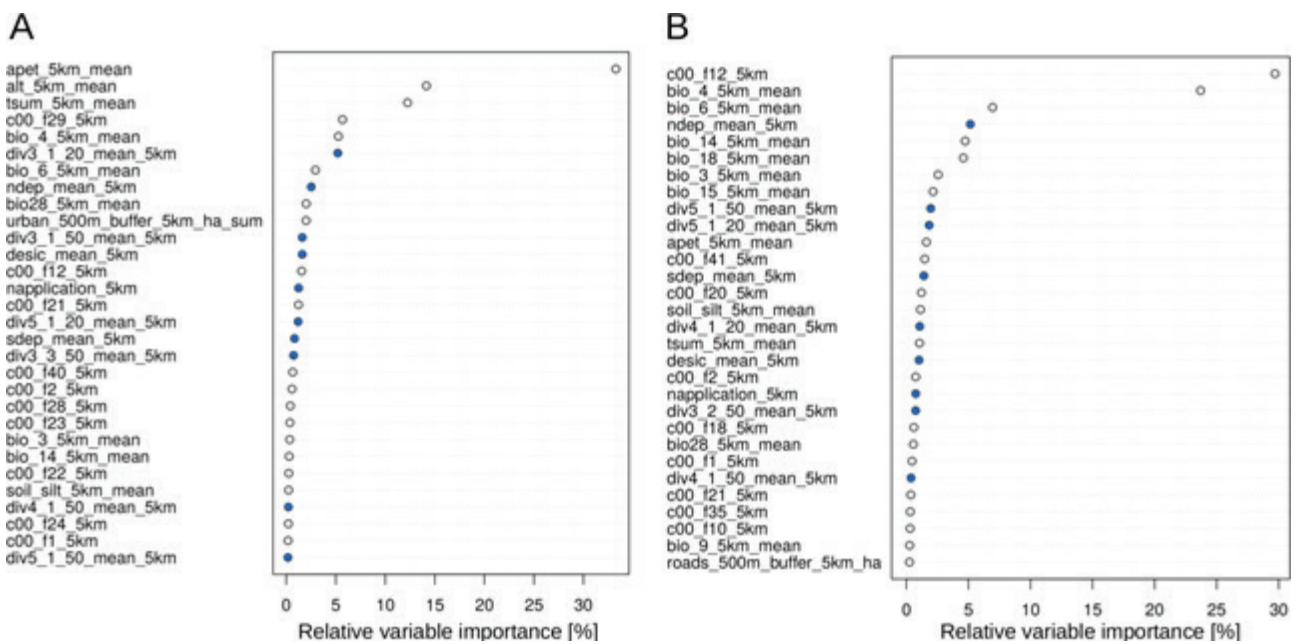 A
apet_5km_mean
alt_5km_mean
tsum_5km_mean
c00_f29_5km
bio_4_5km_mean
div3_1_20_mean_5km
bio_6_5km_mean
ndep_mean_5km
bio28_5km_mean
urban_500m_buffer_5km_ha_sum
div3_1_50_mean_5km
desic_mean_5km
c00_f12_5km
napplication_5km
c00_f21_5km
div5_1_20_mean_5km
sdep_mean_5km
div3_3_50_mean_5km
c00_f40_5km
c00_f2_5km
c00_f28_5km
c00_f23_5km
bio_3_5km_mean
bio_14_5km_mean
c00_f22_5km
soil_silt_5km_mean
div4_1_50_mean_5km
c00_f24_5km
c00_f1_5km
div5_1_50_mean_5km
0 5 10 15 20 25 30
Relative variable importance [%]
B
c00_f12_5km
bio_4_5km_mean
bio_6_5km_mean
ndep_mean_5km
bio_14_5km_mean
bio_18_5km_mean
bio_3_5km_mean
bio_15_5km_mean
div5_1_50_mean_5km
div5_1_20_mean_5km
apet_5km_mean
c00_f41_5km
sdep_mean_5km
c00_f20_5km
soil_silt_5km_mean
div4_1_20_mean_5km
tsum_5km_mean
desic_mean_5km
c00_f2_5km
napplication_5km
div3_2_50_mean_5km
c00_f18_5km
bio28_5km_mean
c00_f1_5km
div4_1_50_mean_5km
c00_f21_5km
c00_f35_5km
c00_f10_5km
bio_9_5km_mean
roads_500m_buffer_5km_ha
0 5 10 15 20 25 30
Relative variable importance [%]